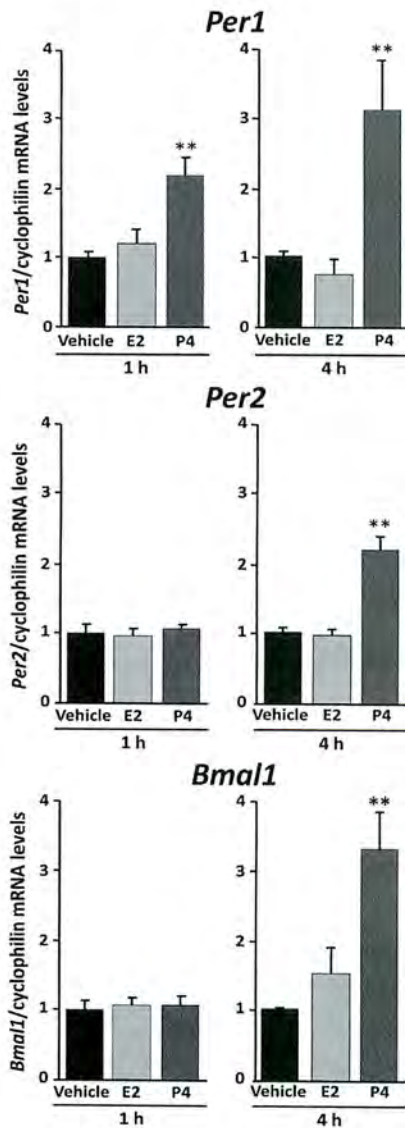 Per1
Per1/cyclophilin mRNA levels
4
3
2
1
0
**
Vehicle E2 P4
1 h
4
3
2
1
0
**
Vehicle E2 P4
4 h
Per2
Per2/cyclophilin mRNA levels
4
3
2
1
0
Vehicle E2 P4
1 h
4
3
2
1
0
**
Vehicle E2 P4
4 h
Bmal1
Bmal1/cyclophilin mRNA levels
4
3
2
1
0
Vehicle E2 P4
1 h
4
3
2
1
0
**
Vehicle E2 P4
4 h